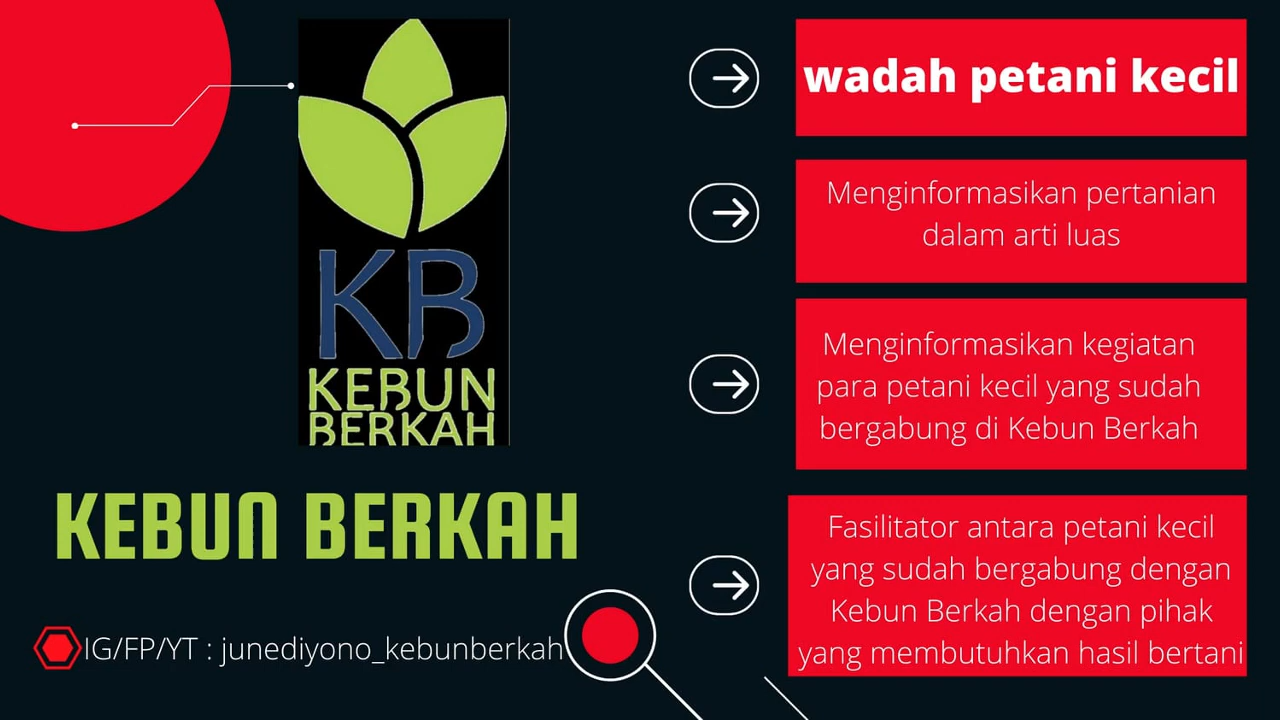 KB
KEBUN
BERKAH
KEBUN BERKAH
IG/FP/YT : junediyono_kebunberkah
wadah petani kecil
Menginformasikan pertanian
dalam arti luas
Menginformasikan kegiatan
para petani kecil yang sudah
bergabung di Kebun Berkah
Fasilitator antara petani kecil
yang sudah bergabung dengan
Kebun Berkah dengan pihak
yang membutuhkan hasil bertani